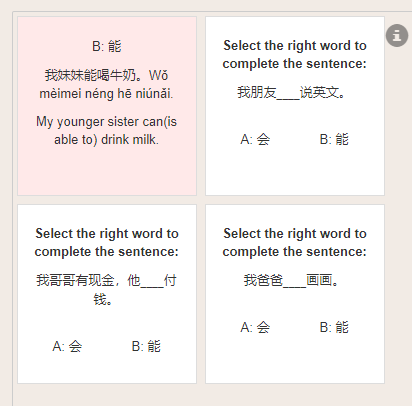 B: 能
我妹妹能喝牛奶。Wǒ
mèimei néng hē niúnǎi.
My younger sister can(is
able to) drink milk.
Select the right word to
complete the sentence:
我朋友____说英文。
A: 会 B: 能
Select the right word to
complete the sentence:
我哥哥有现金，他____付
钱。
A: 会 B: 能
Select the right word to
complete the sentence:
我爸爸____画画。
A: 会 B: 能